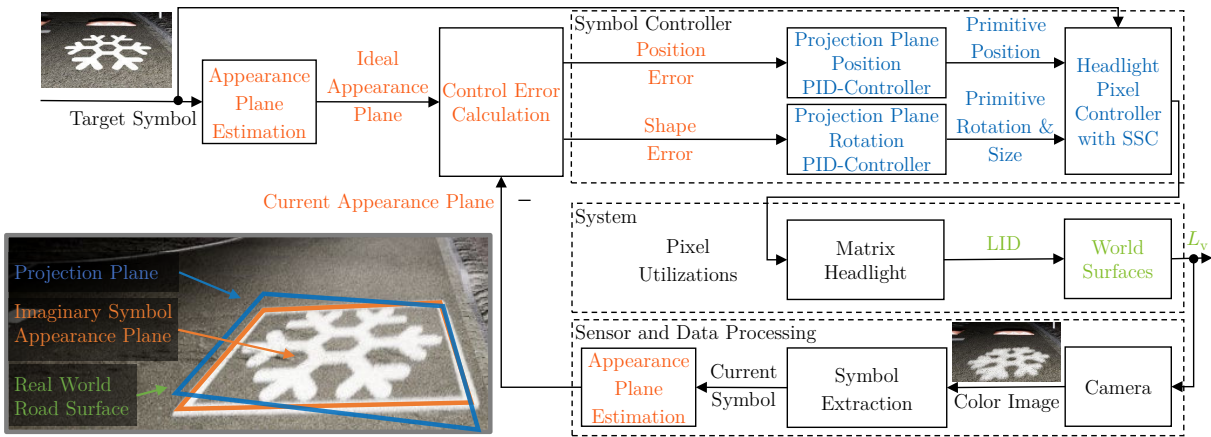 Symbol Controller
Target Symbol
Appearance
Plane
Estimation
Ideal
Appearance
Plane
Control Error
Calculation
Position
Error
Shape
Error
Projection Plane
Position
PID-Controller
Projection Plane
Rotation
PID-Controller
Primitive
Position
Primitive
Rotation &
Size
Headlight
Pixel
Controller
with SSC
Current Appearance Plane
−
System
Pixel
Utilizations
Matrix
Headlight
LID
World
Surfaces
Lv
Sensor and Data Processing
Appearance
Plane
Estimation
Current
Symbol
Symbol
Extraction
Color Image
Camera
Projection Plane
Imaginary Symbol
Appearance Plane
Real World
Road Surface